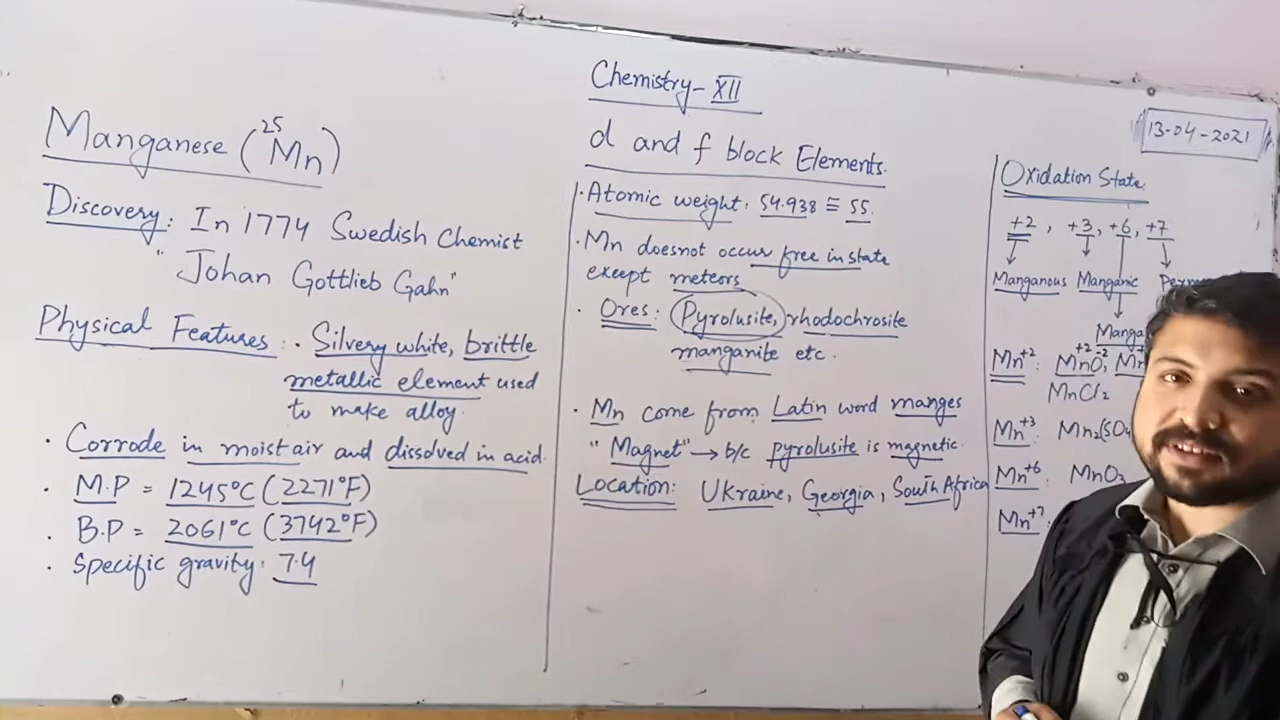 Chemistry-XII
d and f block Elements.
13-04-2021
Manganese (²⁵Mn)
Discovery: In 1774 Swedish Chemist
"Johan Gottlieb Gahn"
Physical Features: · Silvery white, brittle
metallic element used
to make alloy.
· Corrode in moist air and dissolved in acid.
· M.P = 1245°C (2271°F)
· B.P = 2061°C (3742°F)
· Specific gravity: 7.4
· Atomic weight: 54.938 ≅ 55.
· Mn doesnot occur free in state
except meteors
· Ores: Pyrolusite, rhodochrosite
manganite etc.
· Mn come from Latin word manges
"Magnet" → b/c pyrolusite is magnetic.
Location: Ukraine, Georgia, South Africa
Oxidation State:
+2, +3, +6, +7
Manganous Manganic
Mn⁺²: Mn⁺²O⁻²,
MnCl₂
Mn⁺³:
Mn⁺⁶: MnO₃
Mn⁺⁷: